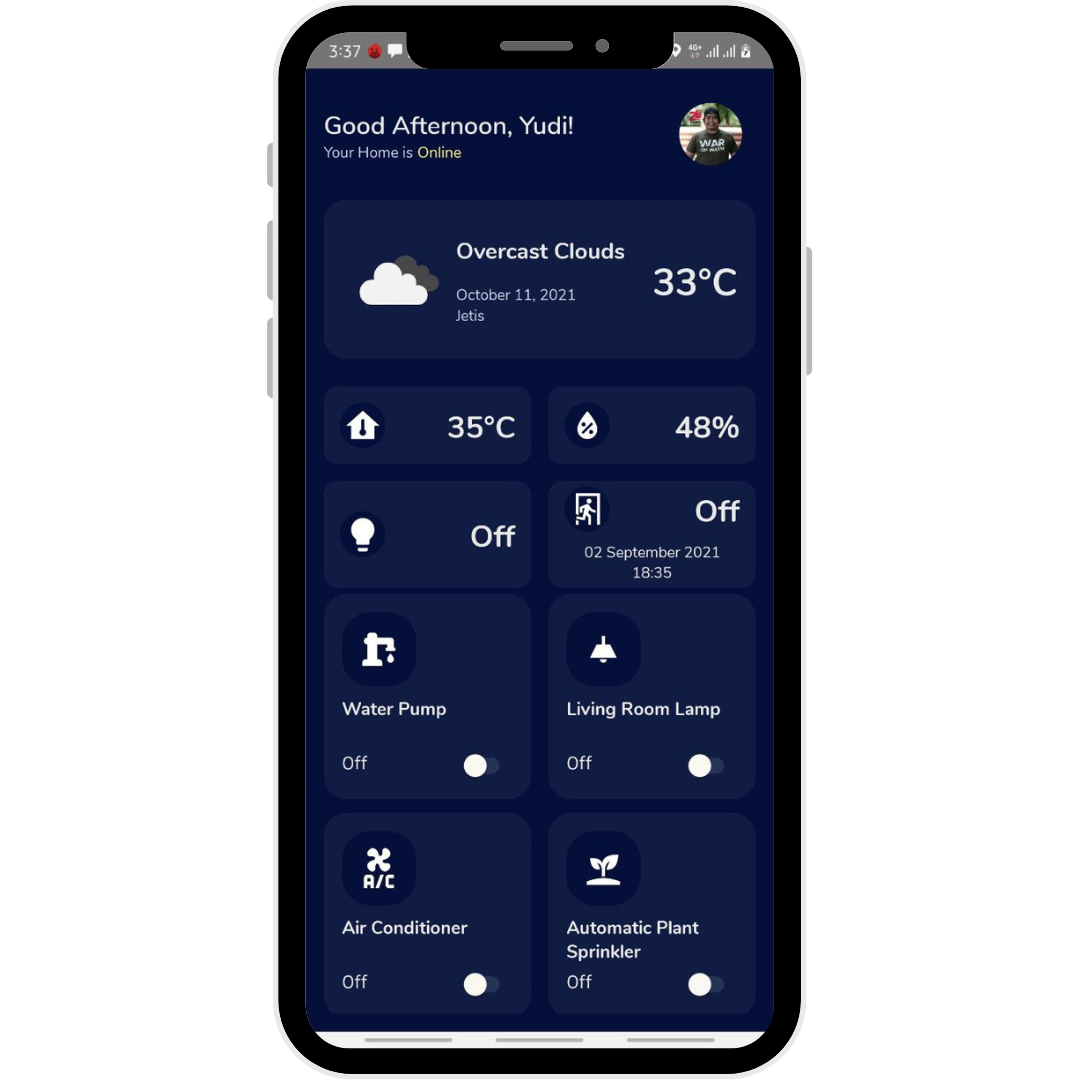 3:37
4G+
Good Afternoon, Yudi!
Your Home is Online
WAR
Overcast Clouds
33°C
October 11, 2021
Jetis
35°C
48%
Off
Off
02 September 2021
18:35
Water Pump
Living Room Lamp
Off
Off
A/C
Air Conditioner
Automatic Plant
Sprinkler
Off
Off